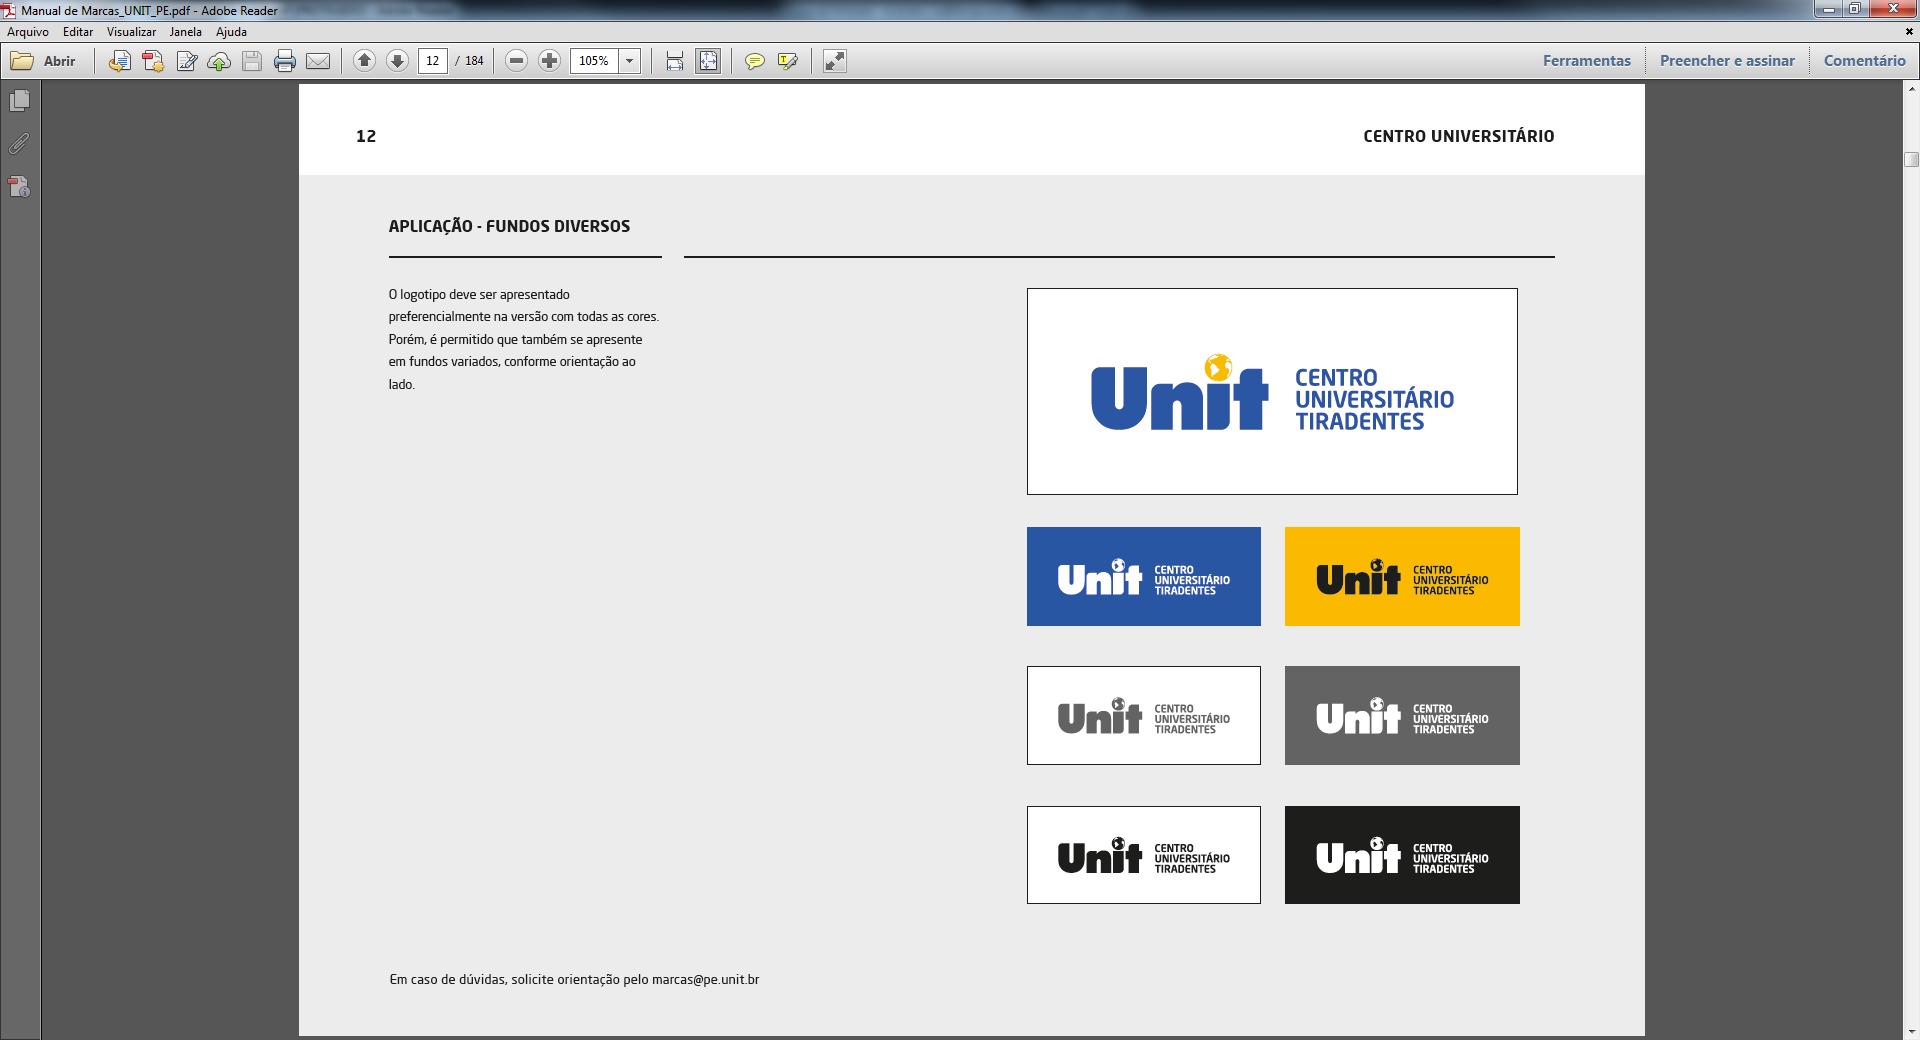 Manual de Marcas_UNIT_PE.pdf - Adobe Reader
Arquivo Editar Visualizar Janela Ajuda
Abrir 12 / 184 105% Ferramentas Preencher e assinar Comentário
12 CENTRO UNIVERSITÁRIO
APLICAÇÃO - FUNDOS DIVERSOS
O logotipo deve ser apresentado
preferencialmente na versão com todas as cores.
Porém, é permitido que também se apresente
em fundos variados, conforme orientação ao
lado.
Unit
CENTRO
UNIVERSITÁRIO
TIRADENTES
Unit
CENTRO
UNIVERSITÁRIO
TIRADENTES
Unit
CENTRO
UNIVERSITÁRIO
TIRADENTES
Unit
CENTRO
UNIVERSITÁRIO
TIRADENTES
Unit
CENTRO
UNIVERSITÁRIO
TIRADENTES
Unit
CENTRO
UNIVERSITÁRIO
TIRADENTES
Unit
CENTRO
UNIVERSITÁRIO
TIRADENTES
Em caso de dúvidas, solicite orientação pelo marcas@pe.unit.br